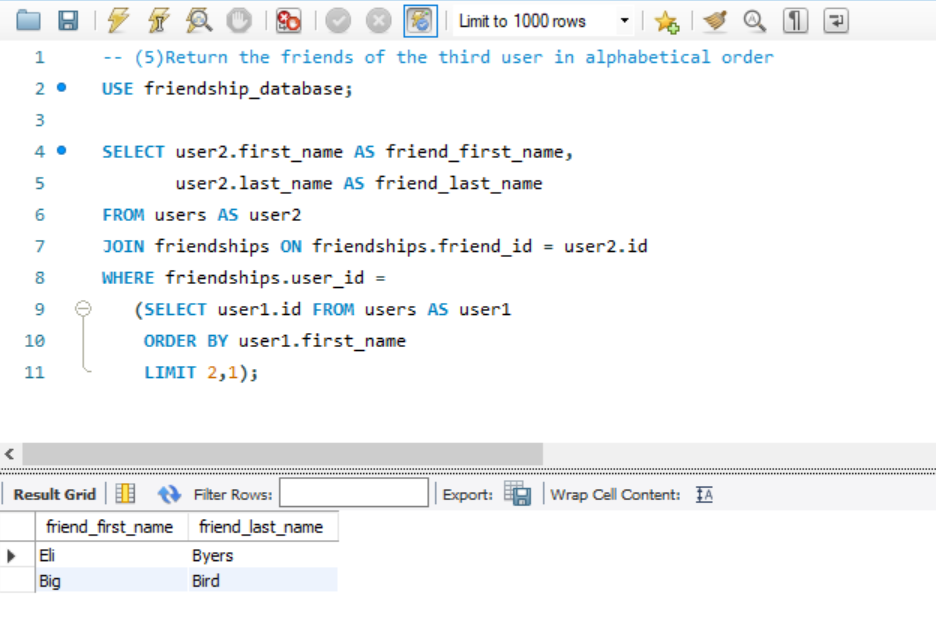 Limit to 1000 rows
1 -- (5)Return the friends of the third user in alphabetical order
2 USE friendship_database;
3
4 SELECT user2.first_name AS friend_first_name,
5 user2.last_name AS friend_last_name
6 FROM users AS user2
7 JOIN friendships ON friendships.friend_id = user2.id
8 WHERE friendships.user_id =
9 (SELECT user1.id FROM users AS user1
10 ORDER BY user1.first_name
11 LIMIT 2,1);
Result Grid Filter Rows: Export: Wrap Cell Content: IA
friend_first_name friend_last_name
Eli Byers
Big Bird